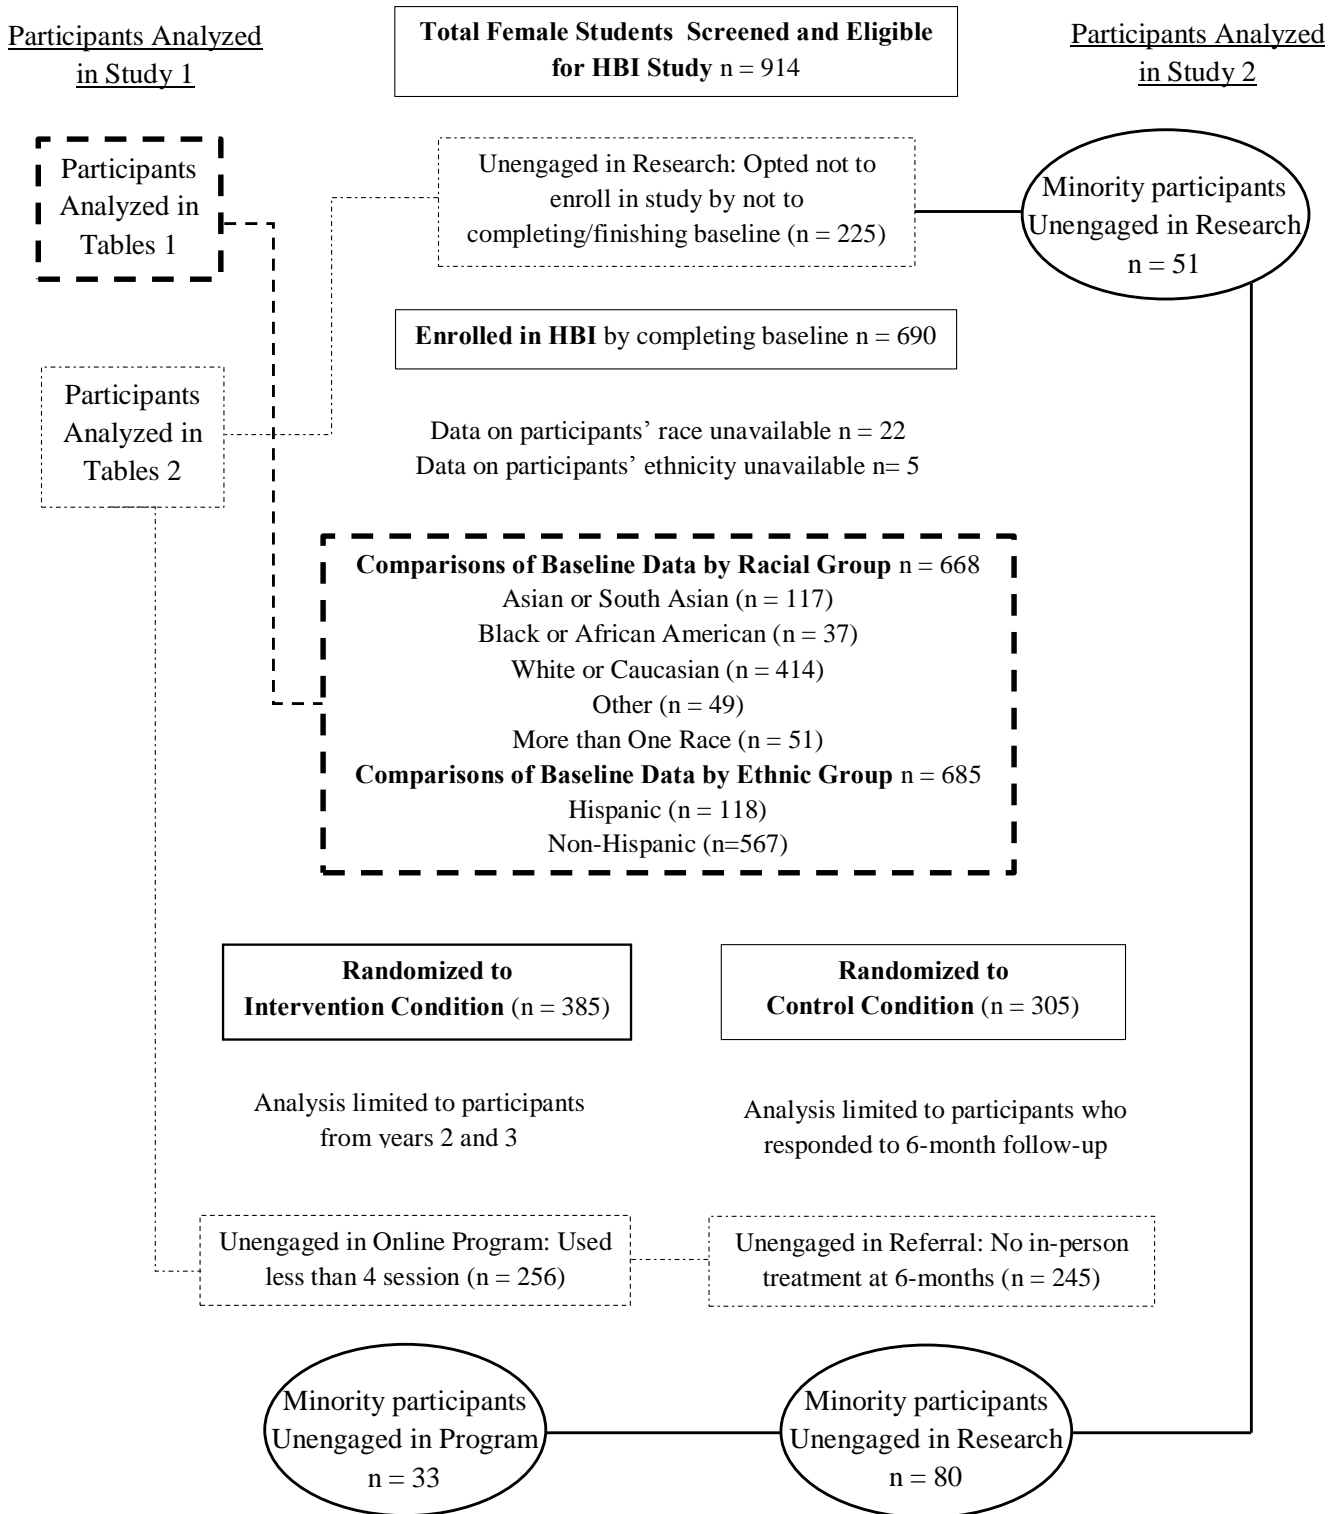 Participants Analyzed
in Study 1
Total Female Students Screened and Eligible
for HBI Study n = 914
Participants Analyzed
in Study 2
Participants
Analyzed in
Tables 1
Unengaged in Research: Opted not to
enroll in study by not to
completing/finishing baseline (n = 225)
Minority participants
Unengaged in Research
n = 51
Enrolled in HBI by completing baseline n = 690
Participants
Analyzed in
Tables 2
Data on participants’ race unavailable n = 22
Data on participants’ ethnicity unavailable n= 5
Comparisons of Baseline Data by Racial Group n = 668
Asian or South Asian (n = 117)
Black or African American (n = 37)
White or Caucasian (n = 414)
Other (n = 49)
More than One Race (n = 51)
Comparisons of Baseline Data by Ethnic Group n = 685
Hispanic (n = 118)
Non-Hispanic (n=567)
Randomized to
Intervention Condition (n = 385)
Randomized to
Control Condition (n = 305)
Analysis limited to participants
from years 2 and 3
Analysis limited to participants who
responded to 6-month follow-up
Unengaged in Online Program: Used
less than 4 session (n = 256)
Unengaged in Referral: No in-person
treatment at 6-months (n = 245)
Minority participants
Unengaged in Program
n = 33
Minority participants
Unengaged in Research
n = 80